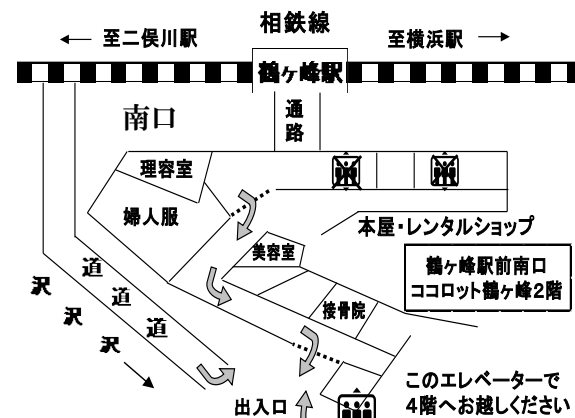 相鉄線
至二俣川駅
至横浜駅
鶴ヶ峰駅
南口
通路
理容室
婦人服
本屋・レンタルショップ
美容室
鶴ヶ峰駅前南口
ココロット鶴ヶ峰2階
接骨院
道
道
道
沢
沢
沢
このエレベーターで
4階へお越しください
出入口